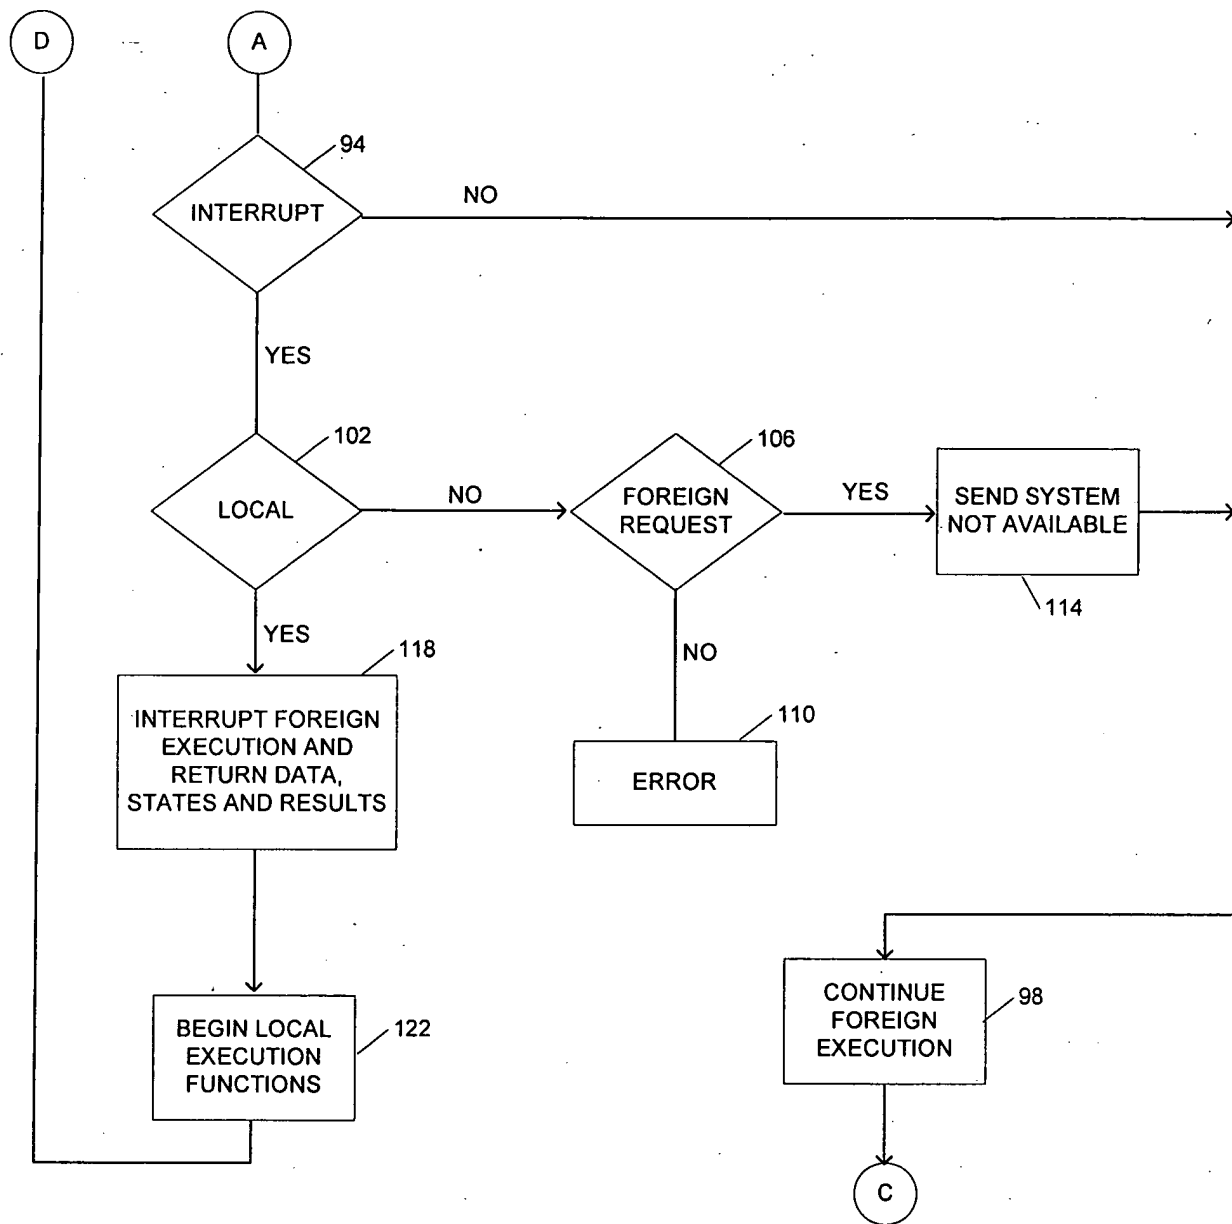 D
A
94
INTERRUPT
NO
YES
102
LOCAL
NO
106
FOREIGN
REQUEST
YES
SEND SYSTEM
NOT AVAILABLE
114
YES
118
INTERRUPT FOREIGN
EXECUTION AND
RETURN DATA,
STATES AND RESULTS
NO
110
ERROR
CONTINUE
FOREIGN
EXECUTION
98
BEGIN LOCAL
EXECUTION
FUNCTIONS
122
C